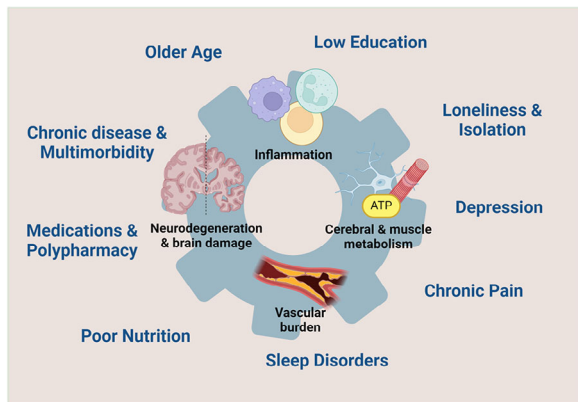 Low Education
Older Age
Loneliness &
Isolation
Chronic disease &
Multimorbidity
Inflammation
ATP
Depression
Medications &
Polypharmacy
Neurodegeneration
& brain damage
Cerebral & muscle
metabolism
Chronic Pain
Vascular
burden
Poor Nutrition
Sleep Disorders